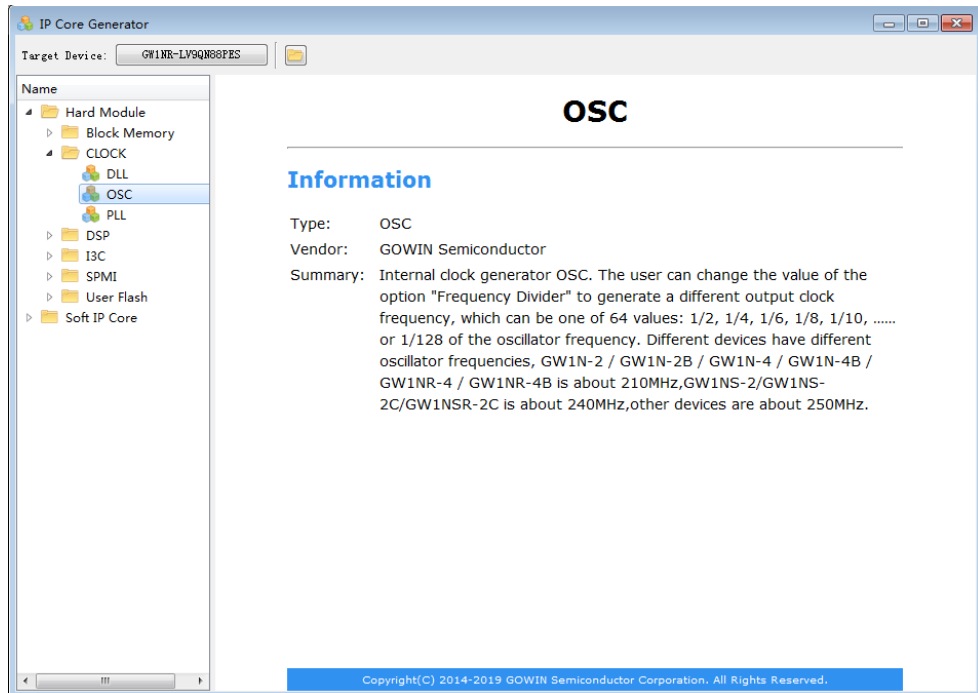 IP Core Generator
Target Device: GW1NR-LV9QN88PES
Name
Hard Module
Block Memory
CLOCK
DLL
OSC
PLL
DSP
I3C
SPMI
User Flash
Soft IP Core
OSC
Information
Type: OSC
Vendor: GOWIN Semiconductor
Summary: Internal clock generator OSC. The user can change the value of the
option "Frequency Divider" to generate a different output clock
frequency, which can be one of 64 values: 1/2, 1/4, 1/6, 1/8, 1/10, ......
or 1/128 of the oscillator frequency. Different devices have different
oscillator frequencies, GW1N-2 / GW1N-2B / GW1N-4 / GW1N-4B /
GW1NR-4 / GW1NR-4B is about 210MHz,GW1NS-2/GW1NS-
2C/GW1NSR-2C is about 240MHz,other devices are about 250MHz.
Copyright(C) 2014-2019 GOWIN Semiconductor Corporation. All Rights Reserved.